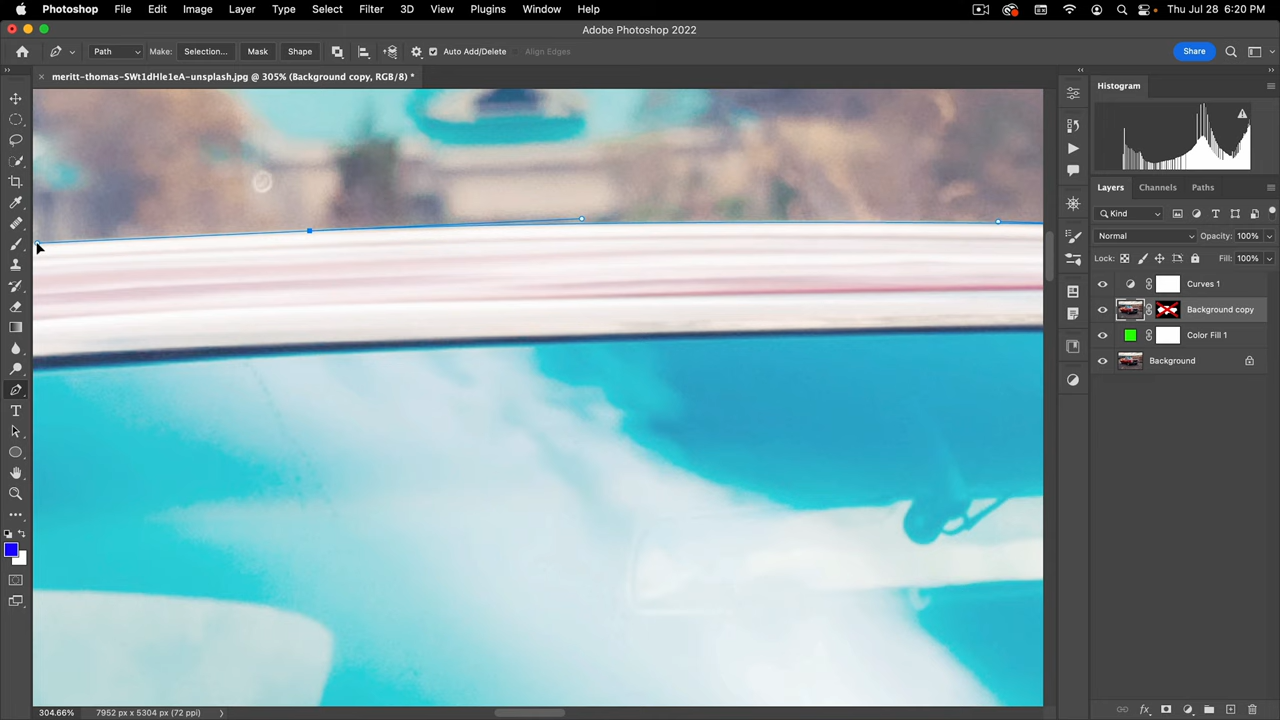 Photoshop File Edit Image Layer Type Select Filter 3D View Plugins Window Help Thu Jul 28 6:20 PM
Adobe Photoshop 2022
Path Make: Selection... Mask Shape Auto Add/Delete Align Edges Share
meritt-thomas-SWt1dHle1eA-unsplash.jpg @ 305% (Background copy, RGB/8) *
Histogram
Layers Channels Paths
Kind
Normal Opacity: 100%
Lock: Fill: 100%
Curves 1
Background copy
Color Fill 1
Background
304.66% 7952 px x 5304 px (72 ppi)